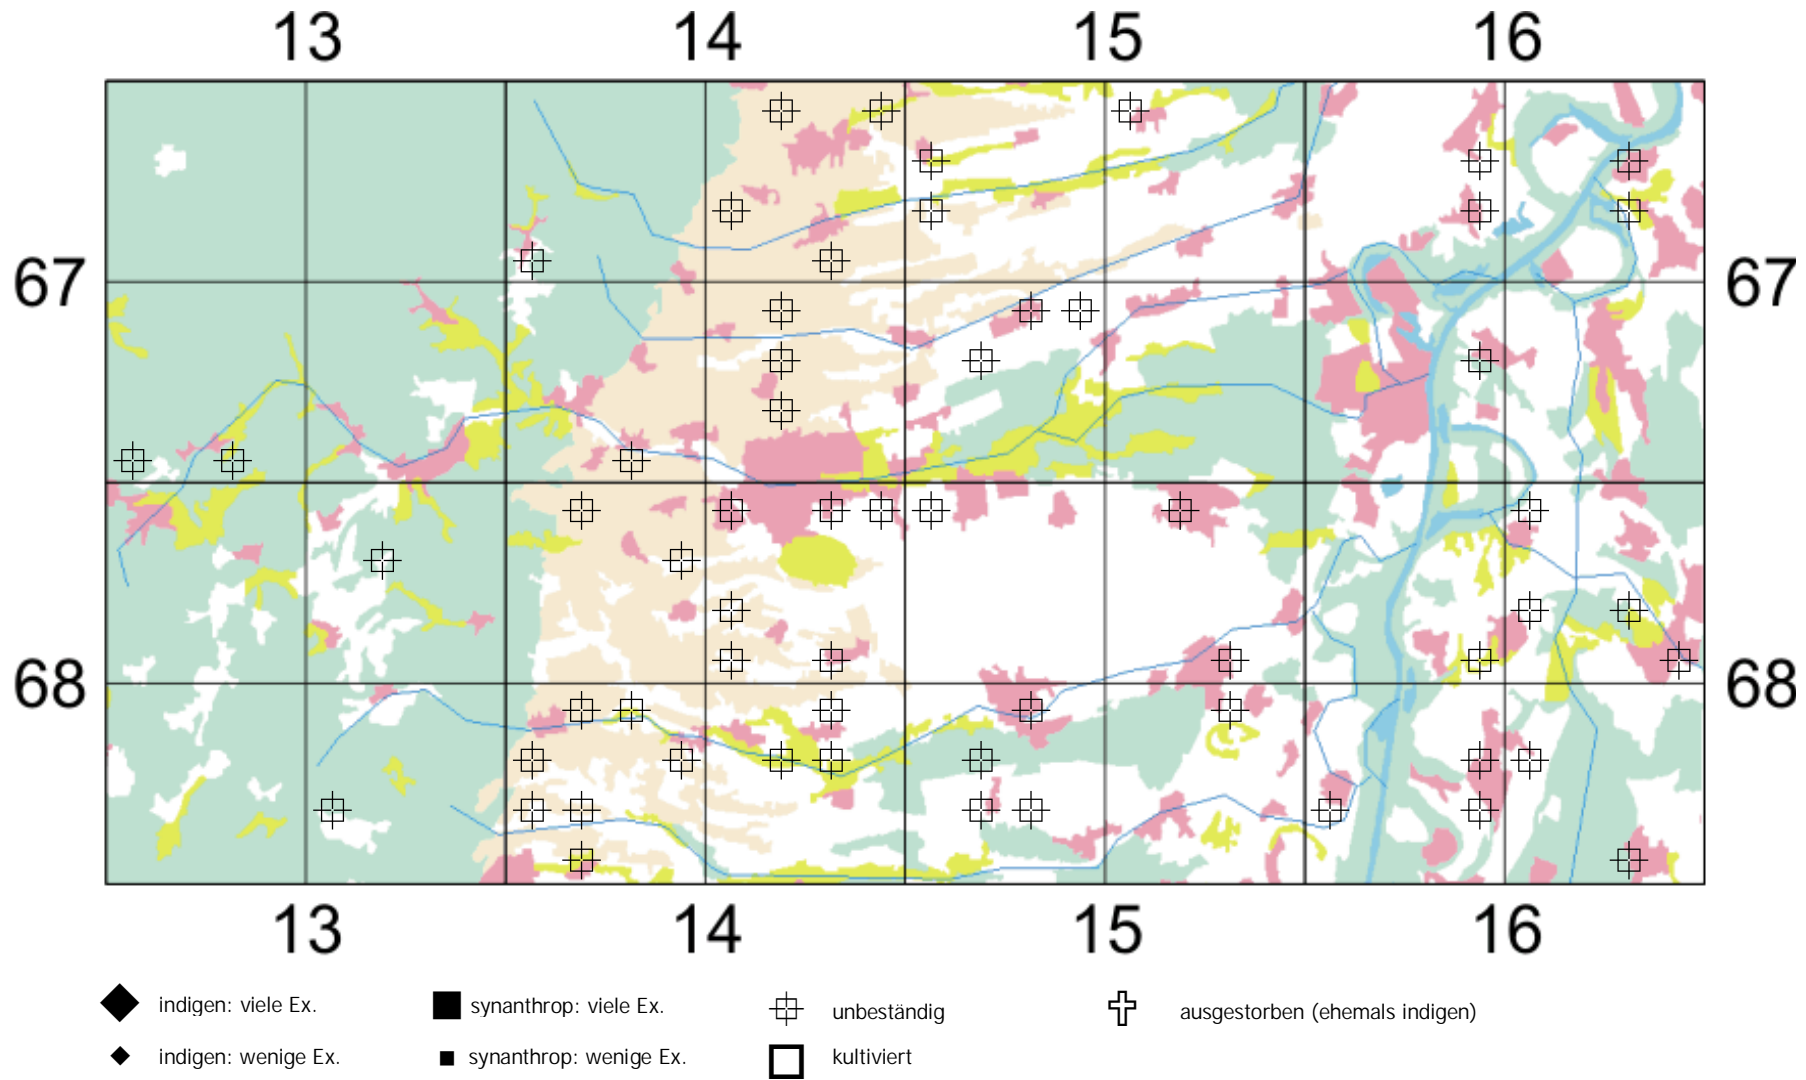 13 14 15 16
67 67
68 68
13 14 15 16
indigen: viele Ex. synanthrop: viele Ex. unbeständig ausgestorben (ehemals indigen)
indigen: wenige Ex. synanthrop: wenige Ex. kultiviert